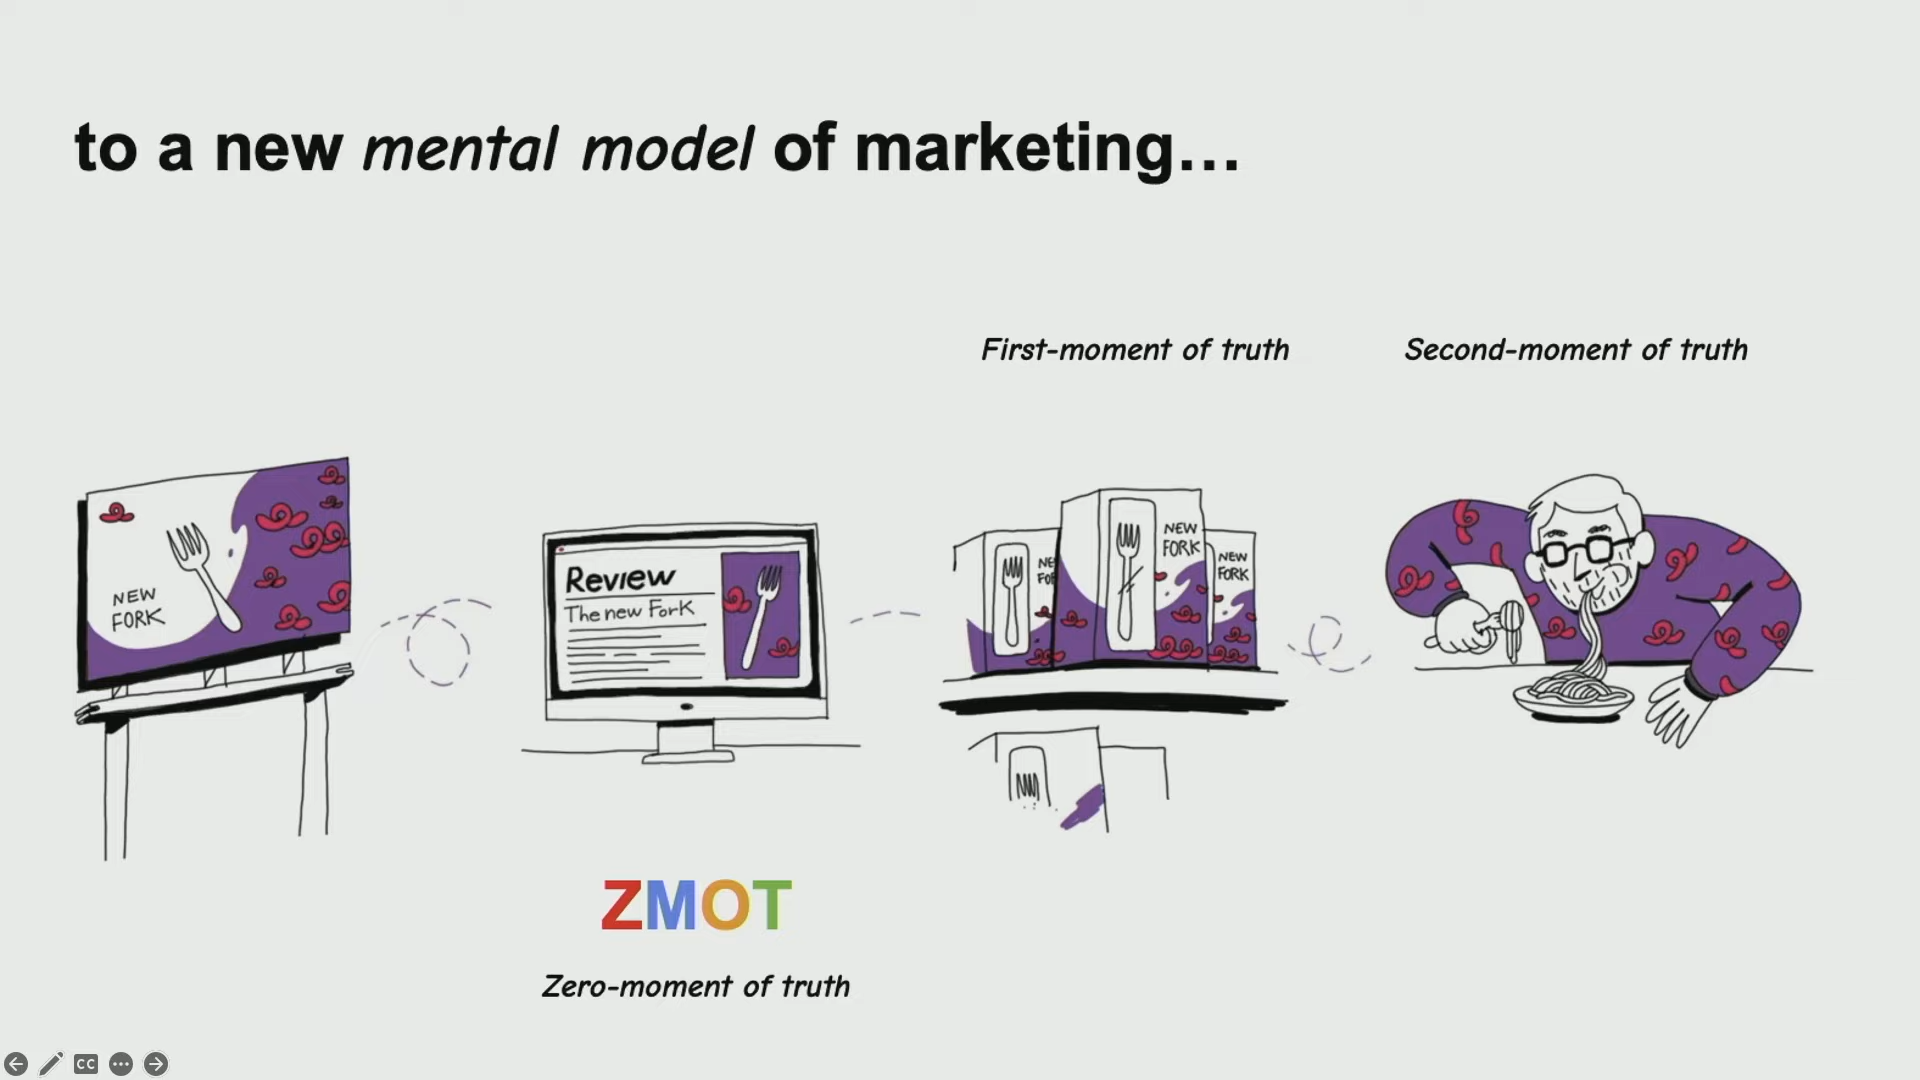 to a new mental model of marketing...
First-moment of truth
Second-moment of truth
NEW
FORK
Review
The new Fork
NEW
FORK
NEW
FORK
ZMOT
Zero-moment of truth
CC